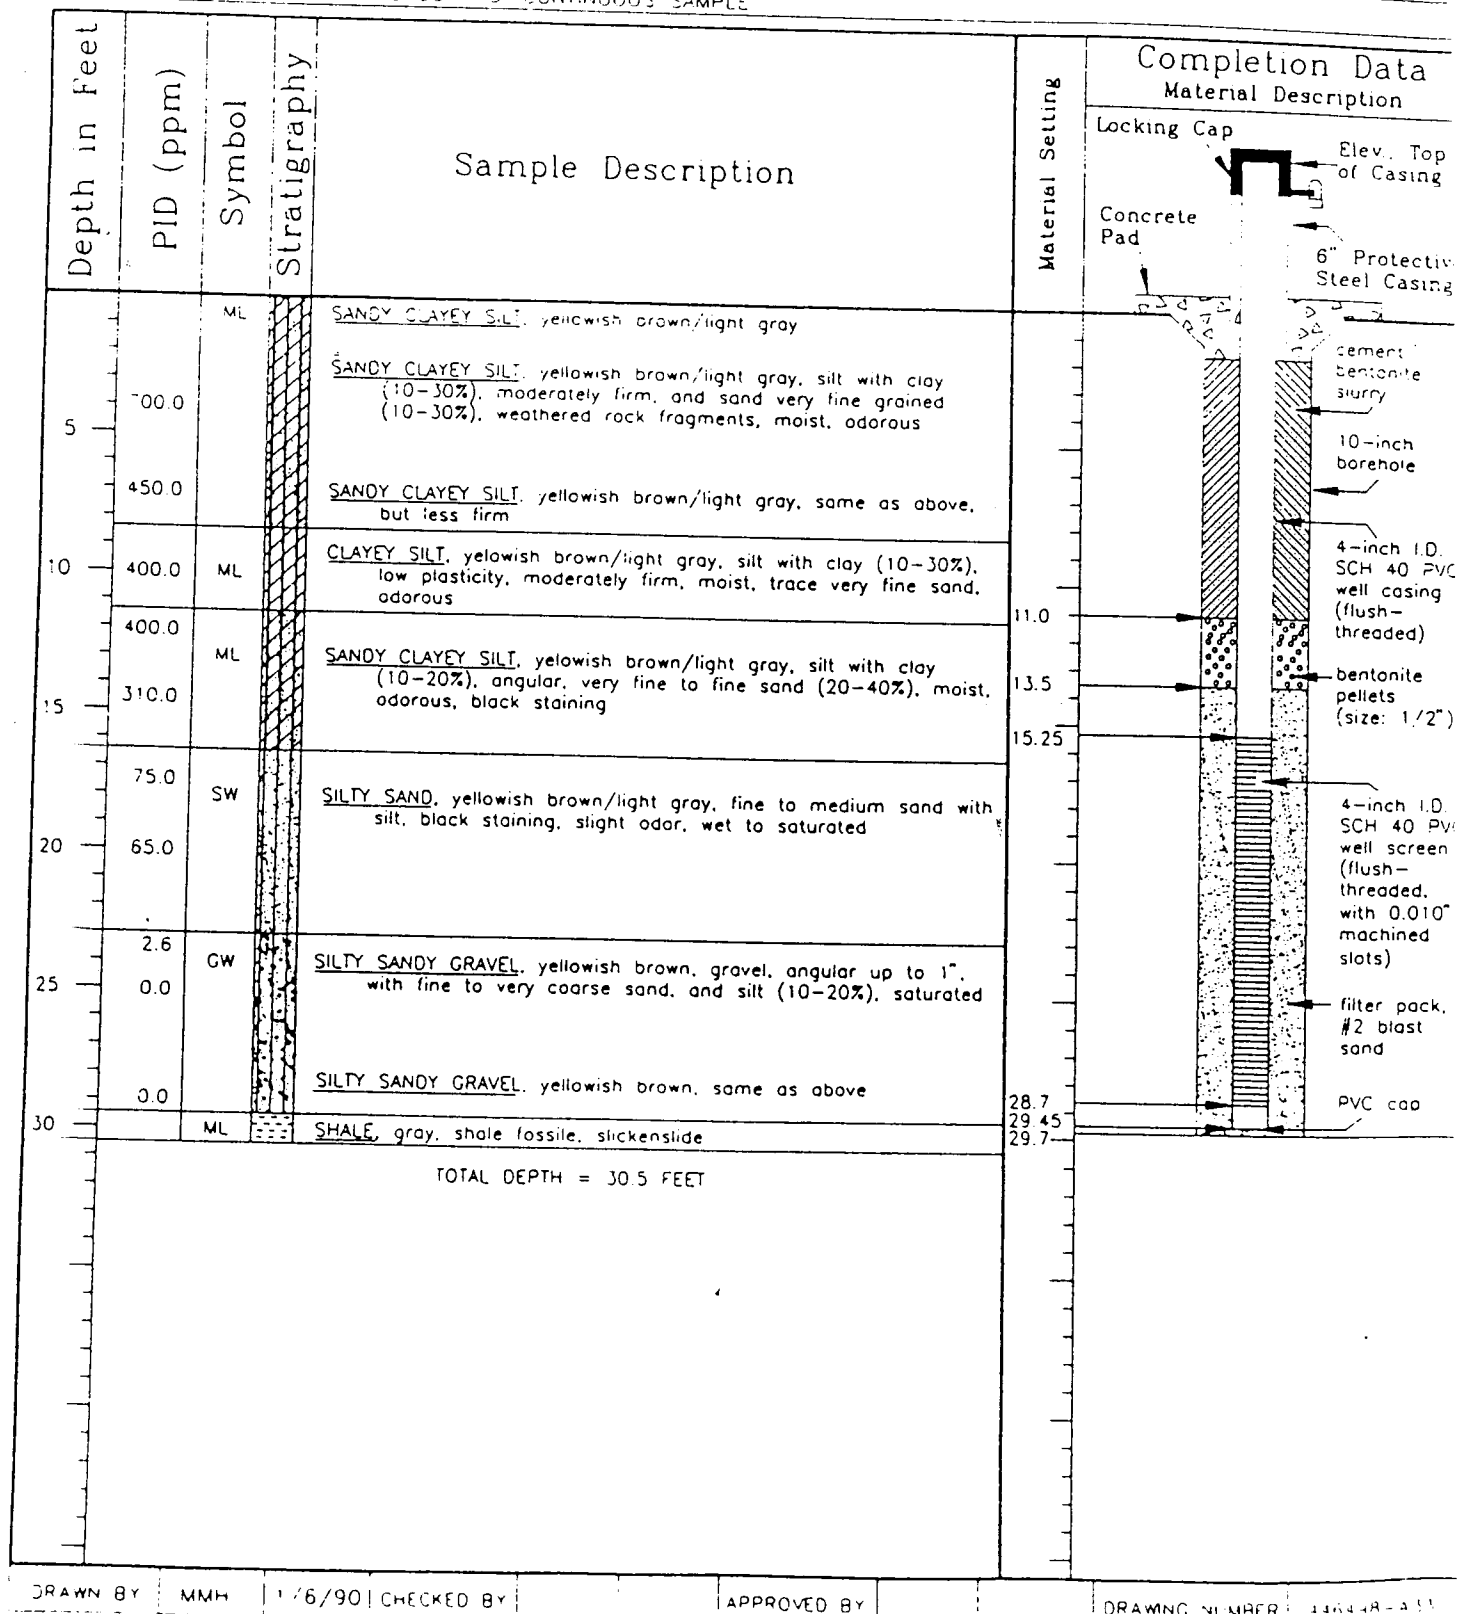 CONTINUOUS SAMPLE
Depth in Feet
PID (ppm)
Symbol
Stratigraphy
Sample Description
Material Setting
Completion Data
Material Description
Locking Cap
Elev., Top
of Casing
Concrete
Pad
6" Protectiv
Steel Casing
ML
SANDY CLAYEY SILT, yellowish brown/light gray
SANDY CLAYEY SILT, yellowish brown/light gray, silt with clay
(10-30%), moderately firm, and sand very fine grained
(10-30%), weathered rock fragments, moist, odorous
00.0
5
cement
bentonite
slurry
10-inch
borehole
450.0
SANDY CLAYEY SILT, yellowish brown/light gray, same as above,
but less firm
10
400.0
ML
CLAYEY SILT, yelowish brown/light gray, silt with clay (10-30%),
low plasticity, moderately firm, moist, trace very fine sand,
odorous
4-inch I.D.
SCH 40 PVC
well casing
(flush-
threaded)
11.0
400.0
ML
310.0
15
SANDY CLAYEY SILT, yelowish brown/light gray, silt with clay
(10-20%), angular, very fine to fine sand (20-40%), moist,
odorous, black staining
13.5
bentonite
pellets
(size: 1/2")
15.25
75.0
SW
20
65.0
SILTY SAND, yellowish brown/light gray, fine to medium sand with
silt, black staining, slight odor, wet to saturated
4-inch I.D.
SCH 40 PV
well screen
(flush-
threaded,
with 0.010"
machined
slots)
2.6
GW
25
0.0
SILTY SANDY GRAVEL, yellowish brown, gravel, angular up to 1",
with fine to very coarse sand, and silt (10-20%), saturated
filter pack,
#2 blast
sand
0.0
SILTY SANDY GRAVEL, yellowish brown, same as above
28.7
29.45
29.7
PVC cap
30
ML
SHALE, gray, shale fossile, slickenslide
TOTAL DEPTH = 30.5 FEET
DRAWN BY
MMH
/6/90
CHECKED BY
APPROVED BY
DRAWING NUMBER